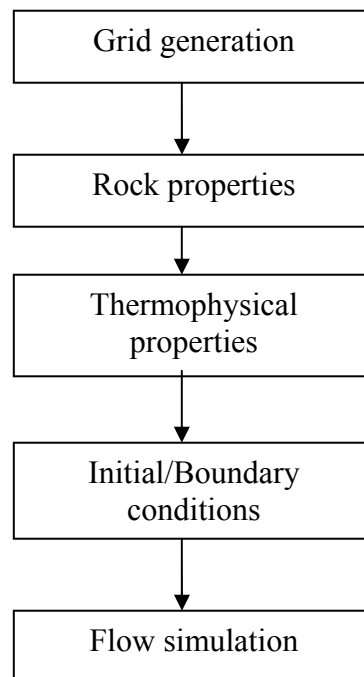 Grid generation
Rock properties
Thermophysical
properties
Initial/Boundary
conditions
Flow simulation